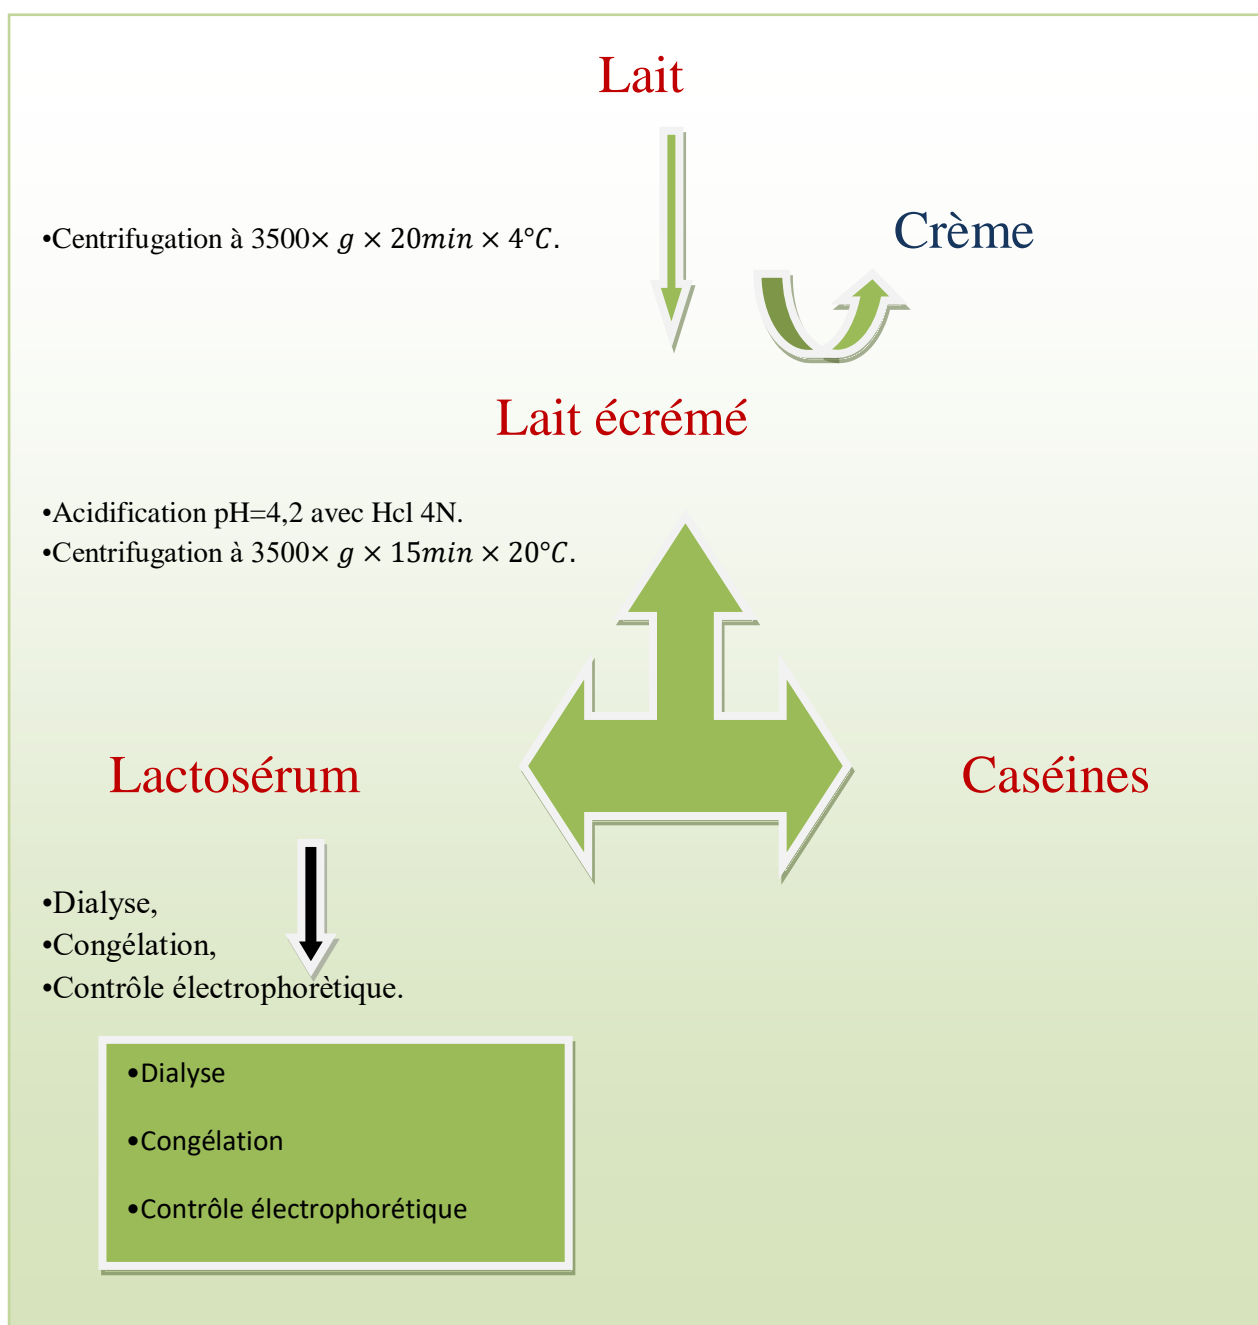 Lait
•Centrifugation à 3500× g × 20min × 4°C.
Crème
Lait écrémé
•Acidification pH=4,2 avec Hcl 4N.
•Centrifugation à 3500× g × 15min × 20°C.
Lactosérum
Caséines
•Dialyse,
•Congélation,
•Contrôle électrophorètique.
•Dialyse
•Congélation
•Contrôle électrophorétique